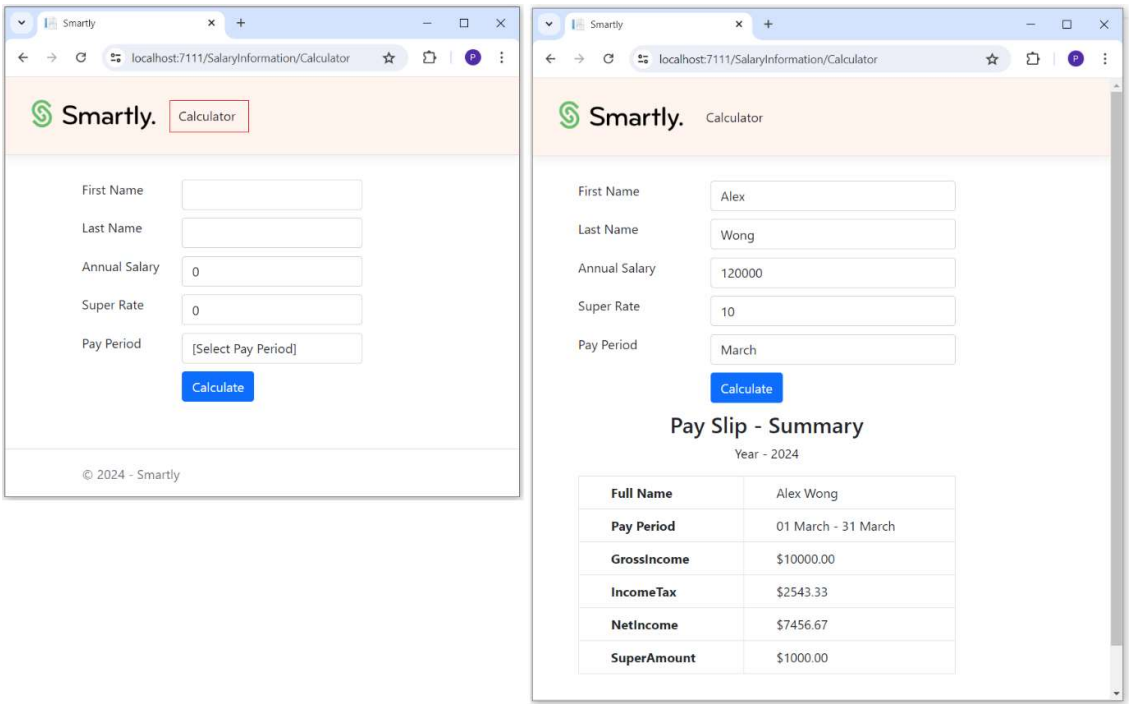 Smartly
localhost:7111/SalaryInformation/Calculator
P
Smartly.
Calculator
First Name
Last Name
Annual Salary
0
Super Rate
0
Pay Period
[Select Pay Period]
Calculate
© 2024 - Smartly
Smartly
localhost:7111/SalaryInformation/Calculator
P
Smartly.
Calculator
First Name
Alex
Last Name
Wong
Annual Salary
120000
Super Rate
10
Pay Period
March
Calculate
Pay Slip - Summary
Year - 2024
Full Name Alex Wong
Pay Period 01 March - 31 March
GrossIncome $10000.00
IncomeTax $2543.33
NetIncome $7456.67
SuperAmount $1000.00